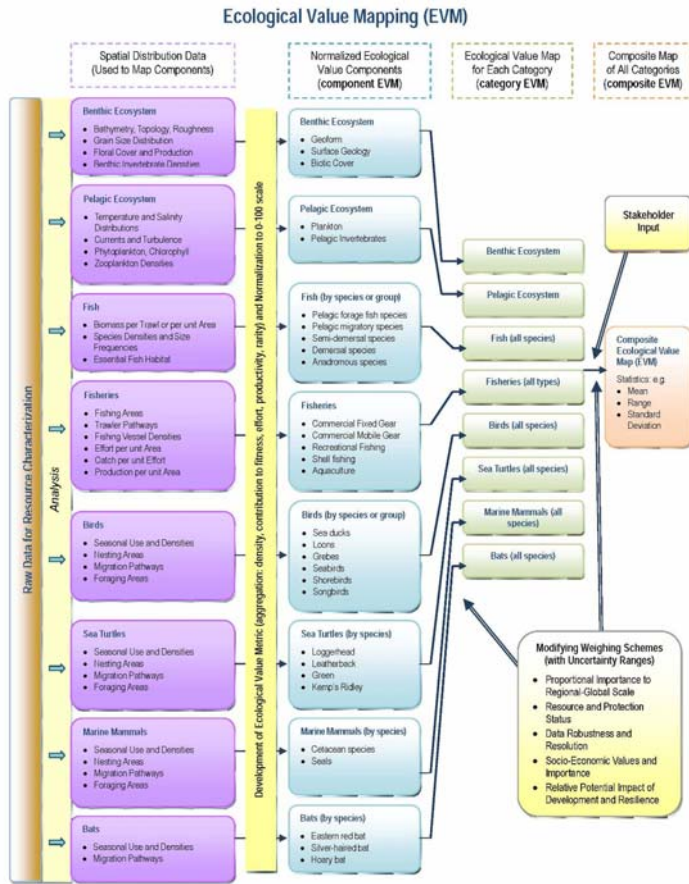 Ecological Value Mapping (EVM)
Spatial Distribution Data
(Used to Map Components)
Normalized Ecological
Value Components
(component EVM)
Ecological Value Map
for Each Category
(category EVM)
Composite Map
of All Categories
(composite EVM)
Raw Data for Resource Characterization
Analysis
Benthic Ecosystem
• Bathymetry, Topology, Roughness
• Grain Size Distribution
• Floral Cover and Production
• Benthic Invertebrate Densities
Pelagic Ecosystem
• Temperature and Salinity
Distributions
• Currents and Turbulence
• Phytoplankton, Chlorophyll
• Zooplankton Densities
Fish
• Biomass per Trawl or per unit Area
• Species Densities and Size
Frequencies
• Essential Fish Habitat
Fisheries
• Fishing Areas
• Trawler Pathways
• Fishing Vessel Densities
• Effort per unit Area
• Catch per unit Effort
• Production per unit Area
Birds
• Seasonal Use and Densities
• Nesting Areas
• Migration Pathways
• Foraging Areas
Sea Turtles
• Seasonal Use and Densities
• Nesting Areas
• Migration Pathways
• Foraging Areas
Marine Mammals
• Seasonal Use and Densities
• Nesting Areas
• Migration Pathways
• Foraging Areas
Bats
• Seasonal Use and Densities
• Migration Pathways
Development of Ecological Value Metric (aggregation: density, contribution to fitness, effort, productivity, rarity) and Normalization to 0-100 scale
Benthic Ecosystem
• Geoform
• Surface Geology
• Biotic Cover
Pelagic Ecosystem
• Plankton
• Pelagic Invertebrates
Fish (by species or group)
• Pelagic forage fish species
• Pelagic migratory species
• Semi-demersal species
• Demersal species
• Anadromous species
Fisheries
• Commercial Fixed Gear
• Commercial Mobile Gear
• Recreational Fishing
• Shell fishing
• Aquaculture
Birds (by species or group)
• Sea ducks
• Loons
• Grebes
• Seabirds
• Shorebirds
• Songbirds
Sea Turtles (by species)
• Loggerhead
• Leatherback
• Green
• Kemp's Ridley
Marine Mammals (by species)
• Cetacean species
• Seals
Bats (by species)
• Eastern red bat
• Silver-haired bat
• Hoary bat
Benthic Ecosystem
Pelagic Ecosystem
Fish (all species)
Fisheries (all types)
Birds (all species)
Sea Turtles (all species)
Marine Mammals (all
species)
Bats (all species)
Stakeholder
Input
Composite
Ecological Value
Map (EVM)
Statistics: e.g.
• Mean
• Range
• Standard
Deviation
Modifying Weighing Schemes
(with Uncertainty Ranges)
• Proportional Importance to
Regional-Global Scale
• Resource and Protection
Status
• Data Robustness and
Resolution
• Socio-Economic Values and
Importance
• Relative Potential Impact of
Development and Resilience